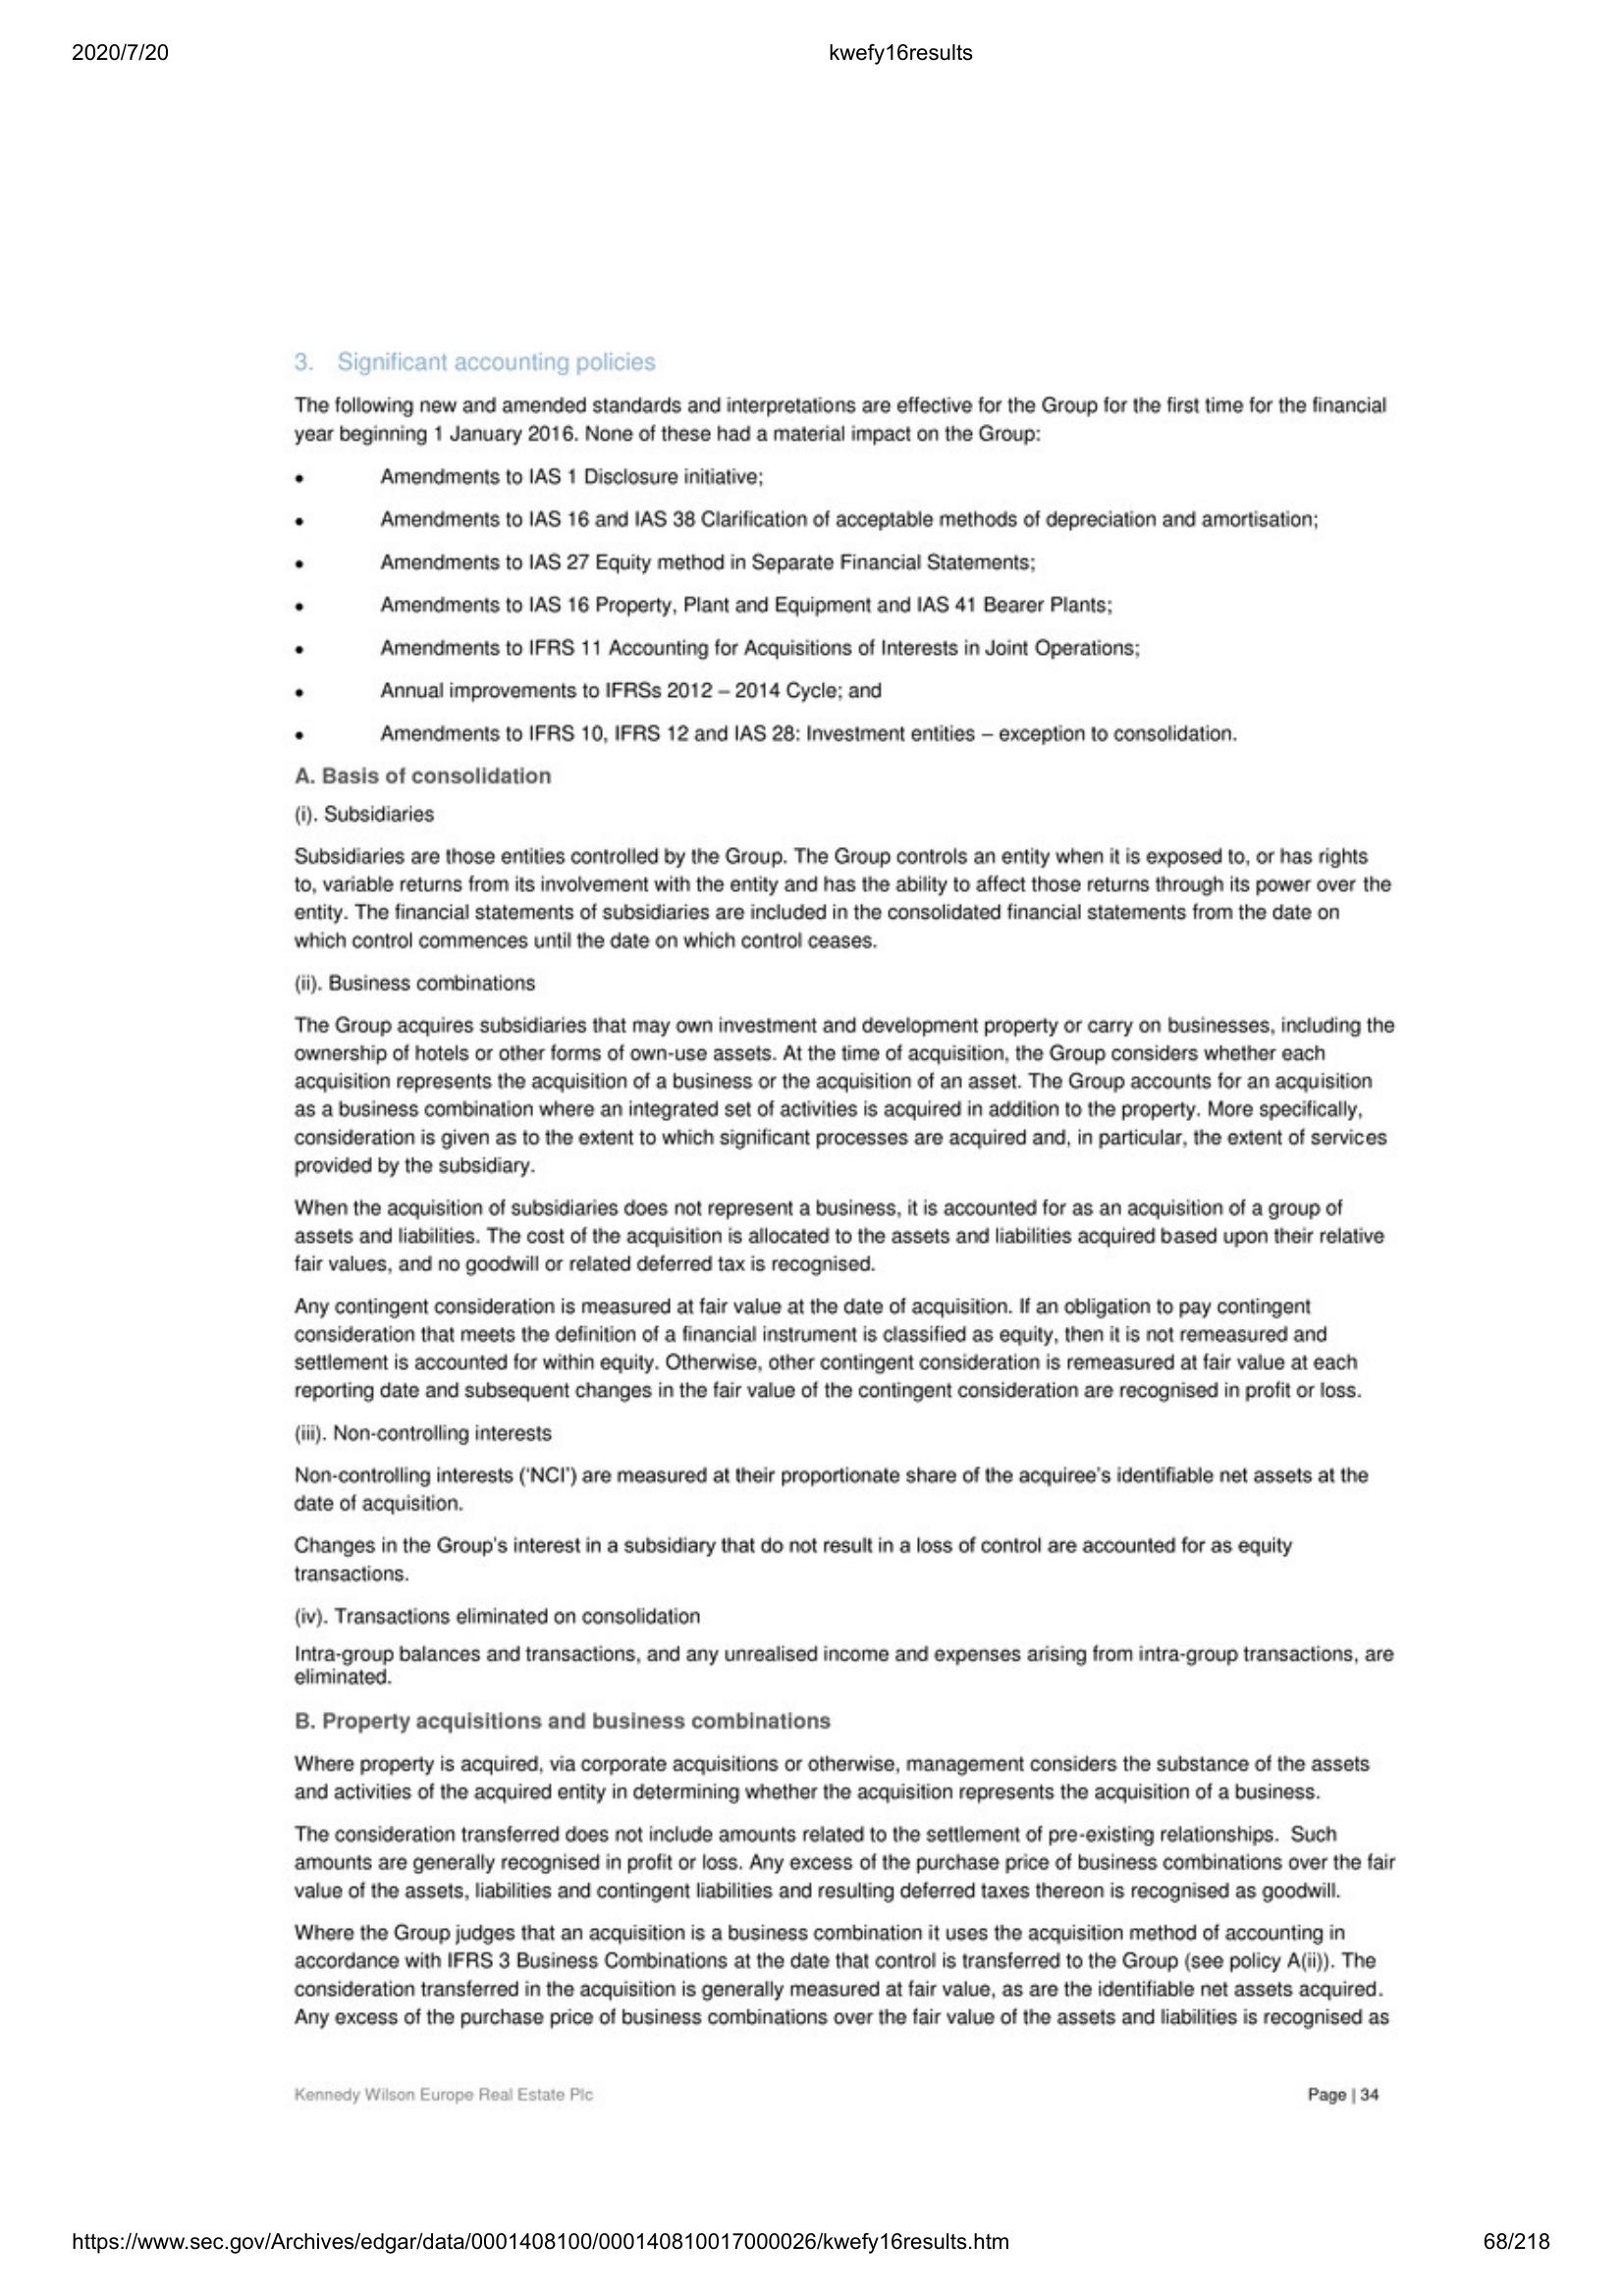 2020/7/20 kwefy16results
3. Significant accounting policies
The following new and amended standards and interpretations are effective for the Group for the first time for the financial
year beginning 1 January 2016. None of these had a material impact on the Group:
• Amendments to IAS 1 Disclosure initiative;
• Amendments to IAS 16 and IAS 38 Clarification of acceptable methods of depreciation and amortisation;
• Amendments to IAS 27 Equity method in Separate Financial Statements;
• Amendments to IAS 16 Property, Plant and Equipment and IAS 41 Bearer Plants;
• Amendments to IFRS 11 Accounting for Acquisitions of Interests in Joint Operations;
• Annual improvements to IFRSs 2012 – 2014 Cycle; and
• Amendments to IFRS 10, IFRS 12 and IAS 28: Investment entities – exception to consolidation.
A. Basis of consolidation
(i). Subsidiaries
Subsidiaries are those entities controlled by the Group. The Group controls an entity when it is exposed to, or has rights
to, variable returns from its involvement with the entity and has the ability to affect those returns through its power over the
entity. The financial statements of subsidiaries are included in the consolidated financial statements from the date on
which control commences until the date on which control ceases.
(ii). Business combinations
The Group acquires subsidiaries that may own investment and development property or carry on businesses, including the
ownership of hotels or other forms of own-use assets. At the time of acquisition, the Group considers whether each
acquisition represents the acquisition of a business or the acquisition of an asset. The Group accounts for an acquisition
as a business combination where an integrated set of activities is acquired in addition to the property. More specifically,
consideration is given as to the extent to which significant processes are acquired and, in particular, the extent of services
provided by the subsidiary.
When the acquisition of subsidiaries does not represent a business, it is accounted for as an acquisition of a group of
assets and liabilities. The cost of the acquisition is allocated to the assets and liabilities acquired based upon their relative
fair values, and no goodwill or related deferred tax is recognised.
Any contingent consideration is measured at fair value at the date of acquisition. If an obligation to pay contingent
consideration that meets the definition of a financial instrument is classified as equity, then it is not remeasured and
settlement is accounted for within equity. Otherwise, other contingent consideration is remeasured at fair value at each
reporting date and subsequent changes in the fair value of the contingent consideration are recognised in profit or loss.
(iii). Non-controlling interests
Non-controlling interests (‘NCI’) are measured at their proportionate share of the acquiree’s identifiable net assets at the
date of acquisition.
Changes in the Group’s interest in a subsidiary that do not result in a loss of control are accounted for as equity
transactions.
(iv). Transactions eliminated on consolidation
Intra-group balances and transactions, and any unrealised income and expenses arising from intra-group transactions, are
eliminated.
B. Property acquisitions and business combinations
Where property is acquired, via corporate acquisitions or otherwise, management considers the substance of the assets
and activities of the acquired entity in determining whether the acquisition represents the acquisition of a business.
The consideration transferred does not include amounts related to the settlement of pre-existing relationships. Such
amounts are generally recognised in profit or loss. Any excess of the purchase price of business combinations over the fair
value of the assets, liabilities and contingent liabilities and resulting deferred taxes thereon is recognised as goodwill.
Where the Group judges that an acquisition is a business combination it uses the acquisition method of accounting in
accordance with IFRS 3 Business Combinations at the date that control is transferred to the Group (see policy A(ii)). The
consideration transferred in the acquisition is generally measured at fair value, as are the identifiable net assets acquired.
Any excess of the purchase price of business combinations over the fair value of the assets and liabilities is recognised as
Kennedy Wilson Europe Real Estate Plc Page | 34
https://www.sec.gov/Archives/edgar/data/0001408100/000140810017000026/kwefy16results.htm 68/218